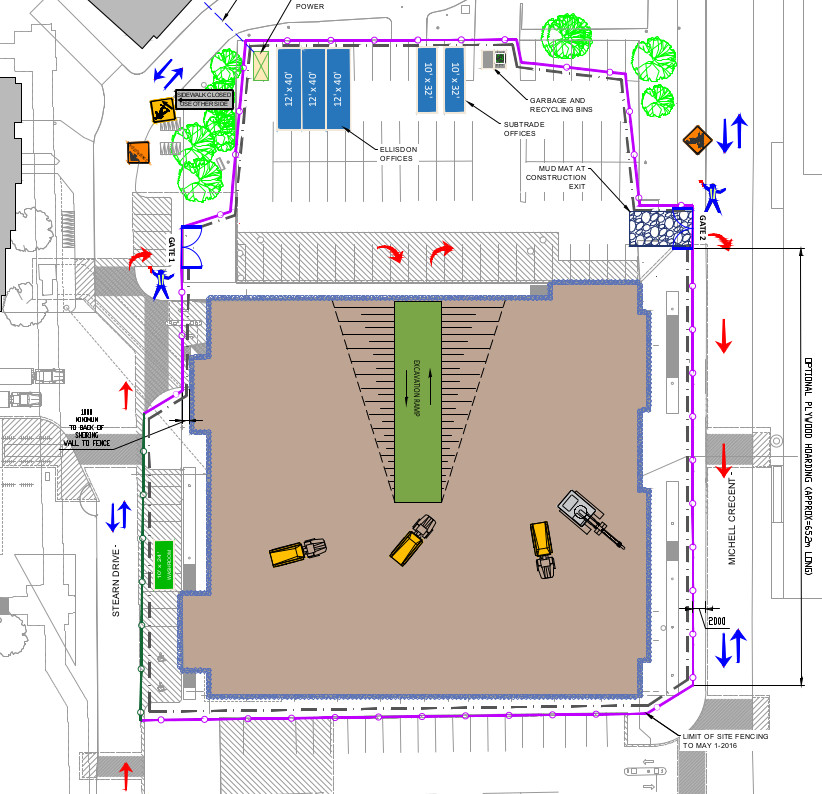 POWER
SIDEWALK CLOSED
USE OTHER SIDE
12' x 40'
12' x 40'
12' x 40'
10' x 32'
10' x 32'
GARBAGE AND
RECYCLING BINS
SUBTRADE
OFFICES
ELLISDON
OFFICES
MUD MAT AT
CONSTRUCTION
EXIT
GATE 1
GATE 2
EXCAVATION RAMP
1000
MINIMUM
TO BACK OF
SHORING
WALL TO FENCE
OPTIONAL PLYWOOD HOARDING (APPROX=65.2m LONG)
MICHELL CRECENT -
STEARN DRIVE -
10' x 24'
WASHROOM
2000
LIMIT OF SITE FENCING
TO MAY 1-2016